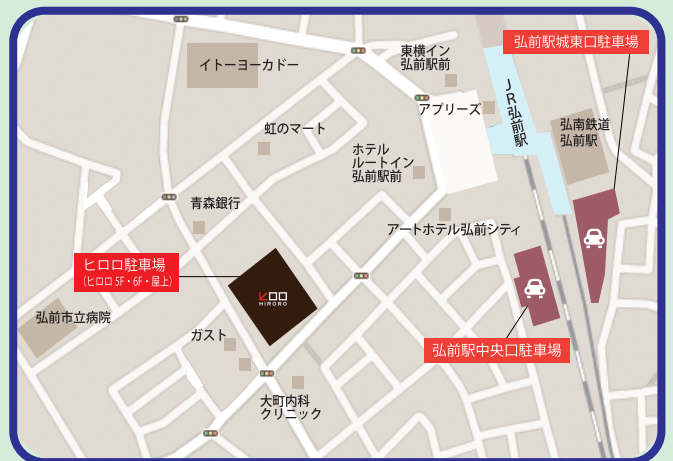 弘前駅城東口駐車場
東横イン
弘前駅前
イトーヨーカドー
JR弘前駅
アプリーズ
弘南鉄道
弘前駅
虹のマート
ホテル
ルートイン
弘前駅前
青森銀行
アートホテル弘前シティ
ヒロロ駐車場
(ヒロロ 5F・6F・屋上)
ヒロロ
HIRORO
弘前市立病院
ガスト
弘前駅中央口駐車場
大町内科
クリニック